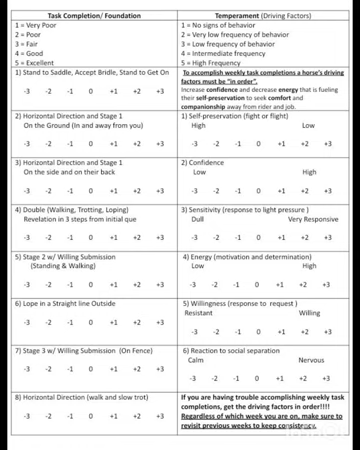 Task Completion/ Foundation
1 = Very Poor
2 = Poor
3 = Fair
4 = Good
5 = Excellent
1) Stand to Saddle, Accept Bridle, Stand to Get On
-3 -2 -1 0 +1 +2 +3
2) Horizontal Direction and Stage 1
On the Ground (In and away from you)
-3 -2 -1 0 +1 +2 +3
3) Horizontal Direction and Stage 1
On the side and on their back
-3 -2 -1 0 +1 +2 +3
4) Double (Walking, Trotting, Loping)
Revelation in 3 steps from initial que
-3 -2 -1 0 +1 +2 +3
5) Stage 2 w/ Willing Submission
(Standing & Walking)
-3 -2 -1 0 +1 +2 +3
6) Lope in a Straight line Outside
-3 -2 -1 0 +1 +2 +3
7) Stage 3 w/ Willing Submission (On Fence)
-3 -2 -1 0 +1 +2 +3
8) Horizontal Direction (walk and slow trot)
-3 -2 -1 0 +1 +2 +3
Temperament (Driving Factors)
1 = No signs of behavior
2 = Very low frequency of behavior
3 = Low frequency of behavior
4 = Intermediate frequency
5 = High Frequency
To accomplish weekly task completions a horse's driving
factors must be "in order".
Increase confidence and decrease energy that is fueling
their self-preservation to seek comfort and
companionship away from rider and job.
1) Self-preservation (fight or flight)
High Low
-3 -2 -1 0 +1 +2 +3
2) Confidence
Low High
-3 -2 -1 0 +1 +2 +3
3) Sensitivity (response to light pressure )
Dull Very Responsive
-3 -2 -1 0 +1 +2 +3
4) Energy (motivation and determination)
Low High
-3 -2 -1 0 +1 +2 +3
5) Willingness (response to request )
Resistant Willing
-3 -2 -1 0 +1 +2 +3
6) Reaction to social separation
Calm Nervous
-3 -2 -1 0 +1 +2 +3
If you are having trouble accomplishing weekly task
completions, get the driving factors in order!!!!
Regardless of which week you are on, make sure to
revisit previous weeks to keep consistency.